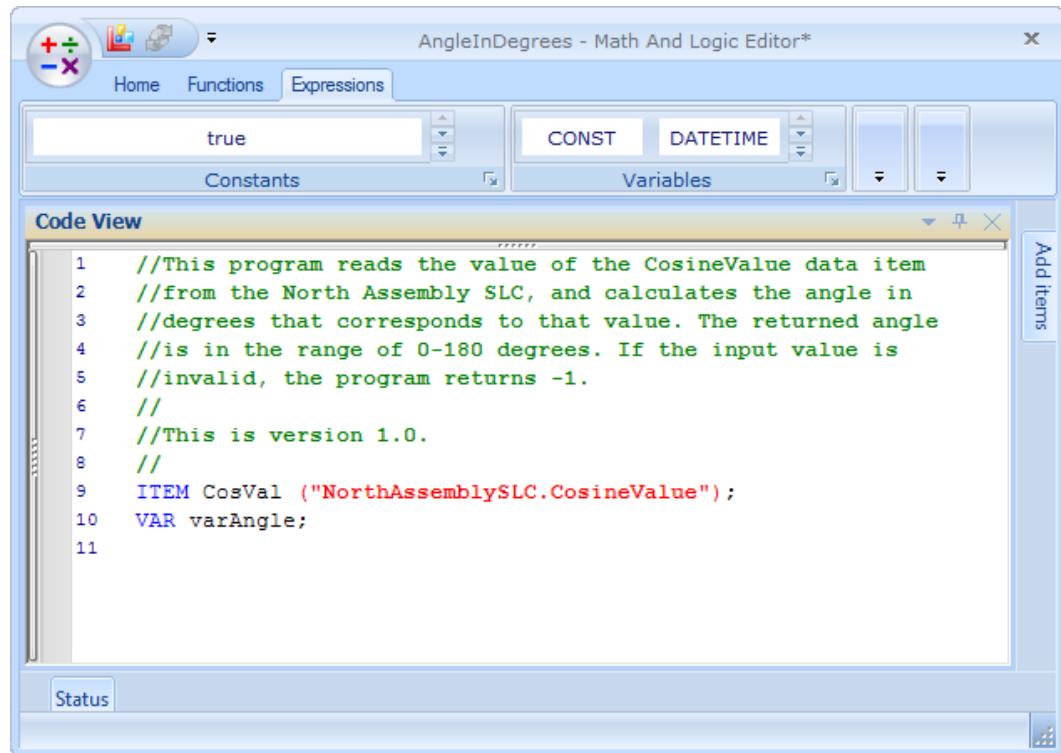 AngleInDegrees - Math And Logic Editor*
Home Functions Expressions
true CONST DATETIME
Constants Variables
Code View
Add items
1 //This program reads the value of the CosineValue data item
2 //from the North Assembly SLC, and calculates the angle in
3 //degrees that corresponds to that value. The returned angle
4 //is in the range of 0-180 degrees. If the input value is
5 //invalid, the program returns -1.
6 //
7 //This is version 1.0.
8 //
9 ITEM CosVal ("NorthAssemblySLC.CosineValue");
10 VAR varAngle;
11
Status